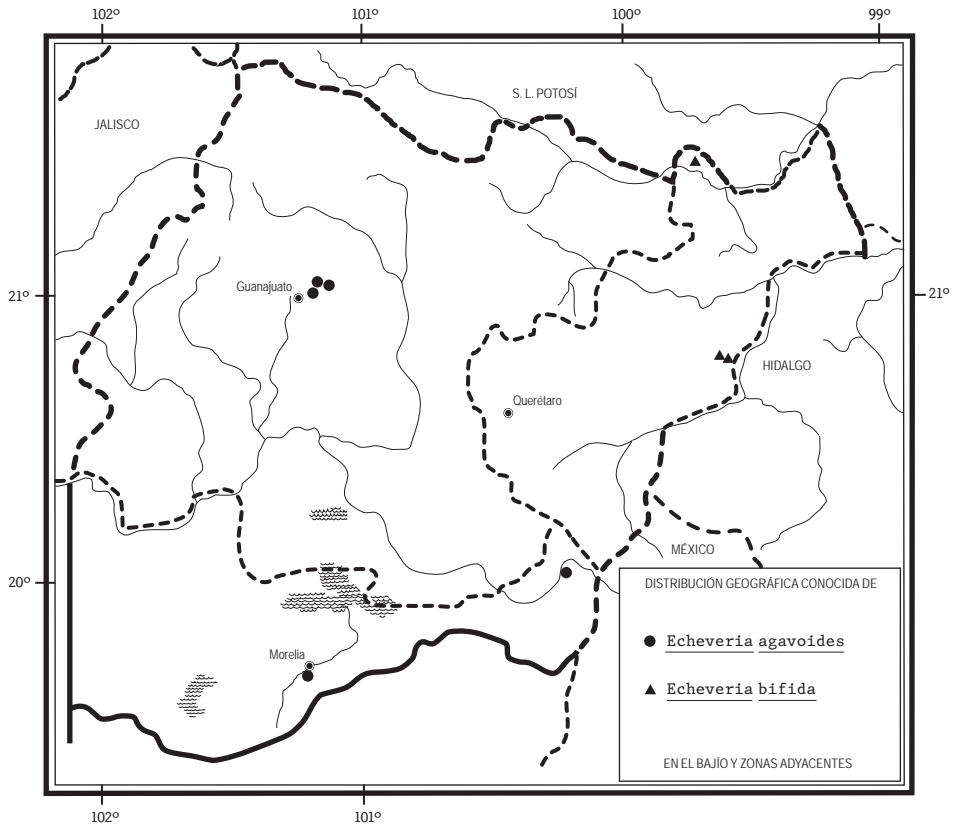 102º 101º 100º 99º
S. L. POTOSÍ
JALISCO
Guanajuato
21º 21º
HIDALGO
Querétaro
MÉXICO
20º
DISTRIBUCIÓN GEOGRÁFICA CONOCIDA DE
Echeveria agavoides
Morelia
Echeveria bifida
EN EL BAJÍO Y ZONAS ADYACENTES
102º 101º